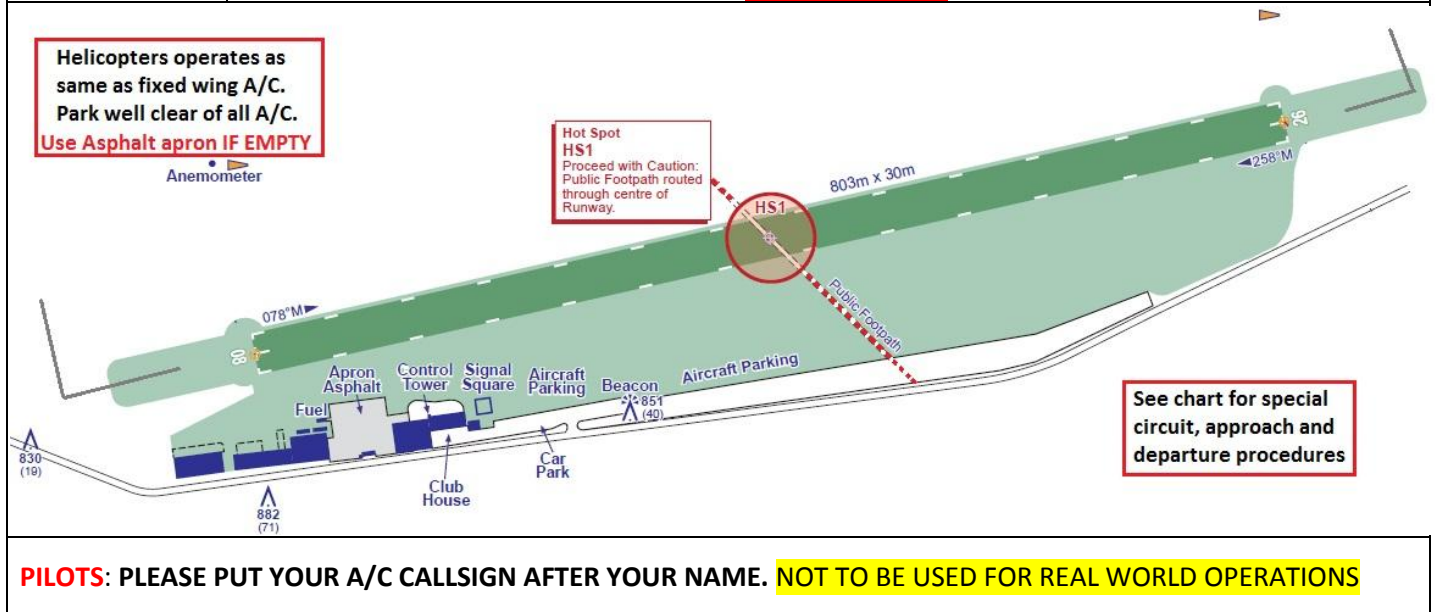 Helicopters operates as
same as fixed wing A/C.
Park well clear of all A/C.
Use Asphalt apron IF EMPTY
Anemometer
Hot Spot
HS1
Proceed with Caution:
Public Footpath routed
through centre of
Runway.
HS1
803m x 30m
26
258°M
078°M
08
Public Footpath
Apron
Asphalt
Control
Tower
Signal
Square
Aircraft
Parking
Beacon
851
(40)
Aircraft Parking
Fuel
Car
Park
Club
House
830
(19)
882
(71)
See chart for special
circuit, approach and
departure procedures
PILOTS: PLEASE PUT YOUR A/C CALLSIGN AFTER YOUR NAME. NOT TO BE USED FOR REAL WORLD OPERATIONS